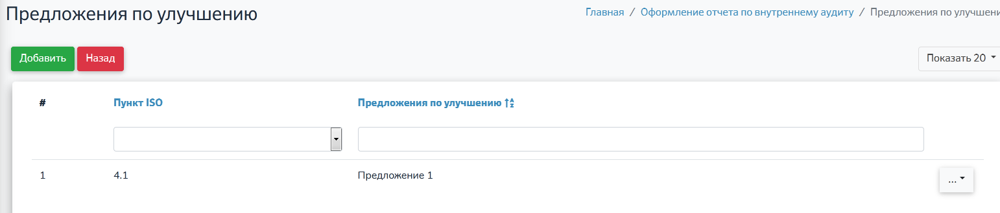 Предложения по улучшению
Главная / Оформление отчета по внутреннему аудиту / Предложения по улучшени
Добавить Назад
Показать 20
# Пункт ISO Предложения по улучшению
1 4.1 Предложение 1 ...